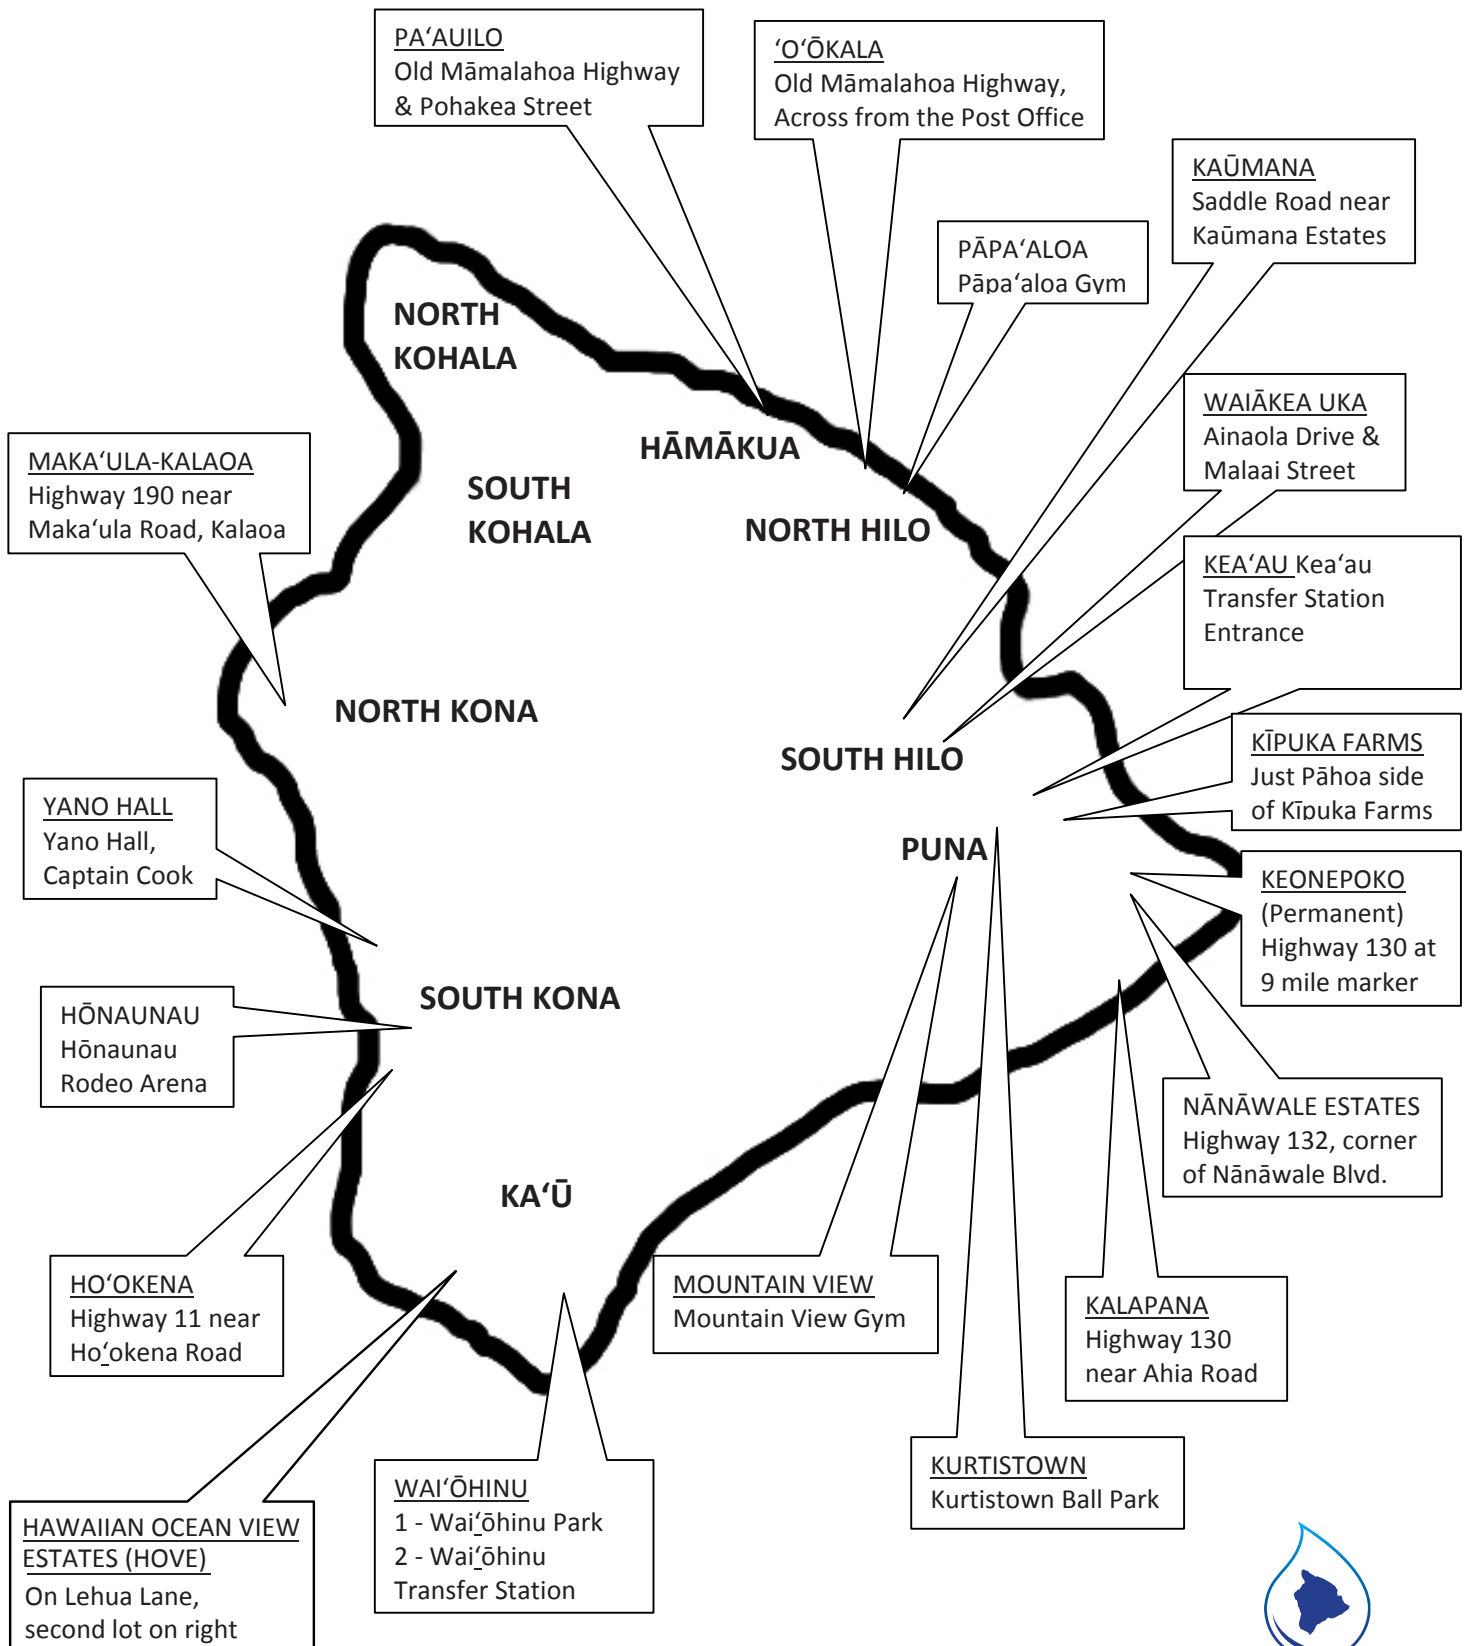 PAʻAUILO
Old Māmalahoa Highway
& Pohakea Street
ʻOʻŌKALA
Old Māmalahoa Highway,
Across from the Post Office
KAŪMANA
Saddle Road near
Kaūmana Estates
PĀPAʻALOA
Pāpaʻaloa Gym
NORTH
KOHALA
WAIĀKEA UKA
Ainaola Drive &
Malaai Street
HĀMĀKUA
MAKAʻULA-KALAOA
Highway 190 near
Makaʻula Road, Kalaoa
SOUTH
KOHALA
NORTH HILO
KEAʻAU Keaʻau
Transfer Station
Entrance
NORTH KONA
SOUTH HILO
KĪPUKA FARMS
Just Pāhoa side
of Kīpuka Farms
YANO HALL
Yano Hall,
Captain Cook
PUNA
KEONEPOKO
(Permanent)
Highway 130 at
9 mile marker
SOUTH KONA
HŌNAUNAU
Hōnaunau
Rodeo Arena
NĀNĀWALE ESTATES
Highway 132, corner
of Nānāwale Blvd.
KAʻŪ
HOʻOKENA
Highway 11 near
Hoʻokena Road
MOUNTAIN VIEW
Mountain View Gym
KALAPANA
Highway 130
near Ahia Road
KURTISTOWN
Kurtistown Ball Park
WAIʻŌHINU
1 - Waiʻōhinu Park
2 - Waiʻōhinu
Transfer Station
HAWAIIAN OCEAN VIEW
ESTATES (HOVE)
On Lehua Lane,
second lot on right